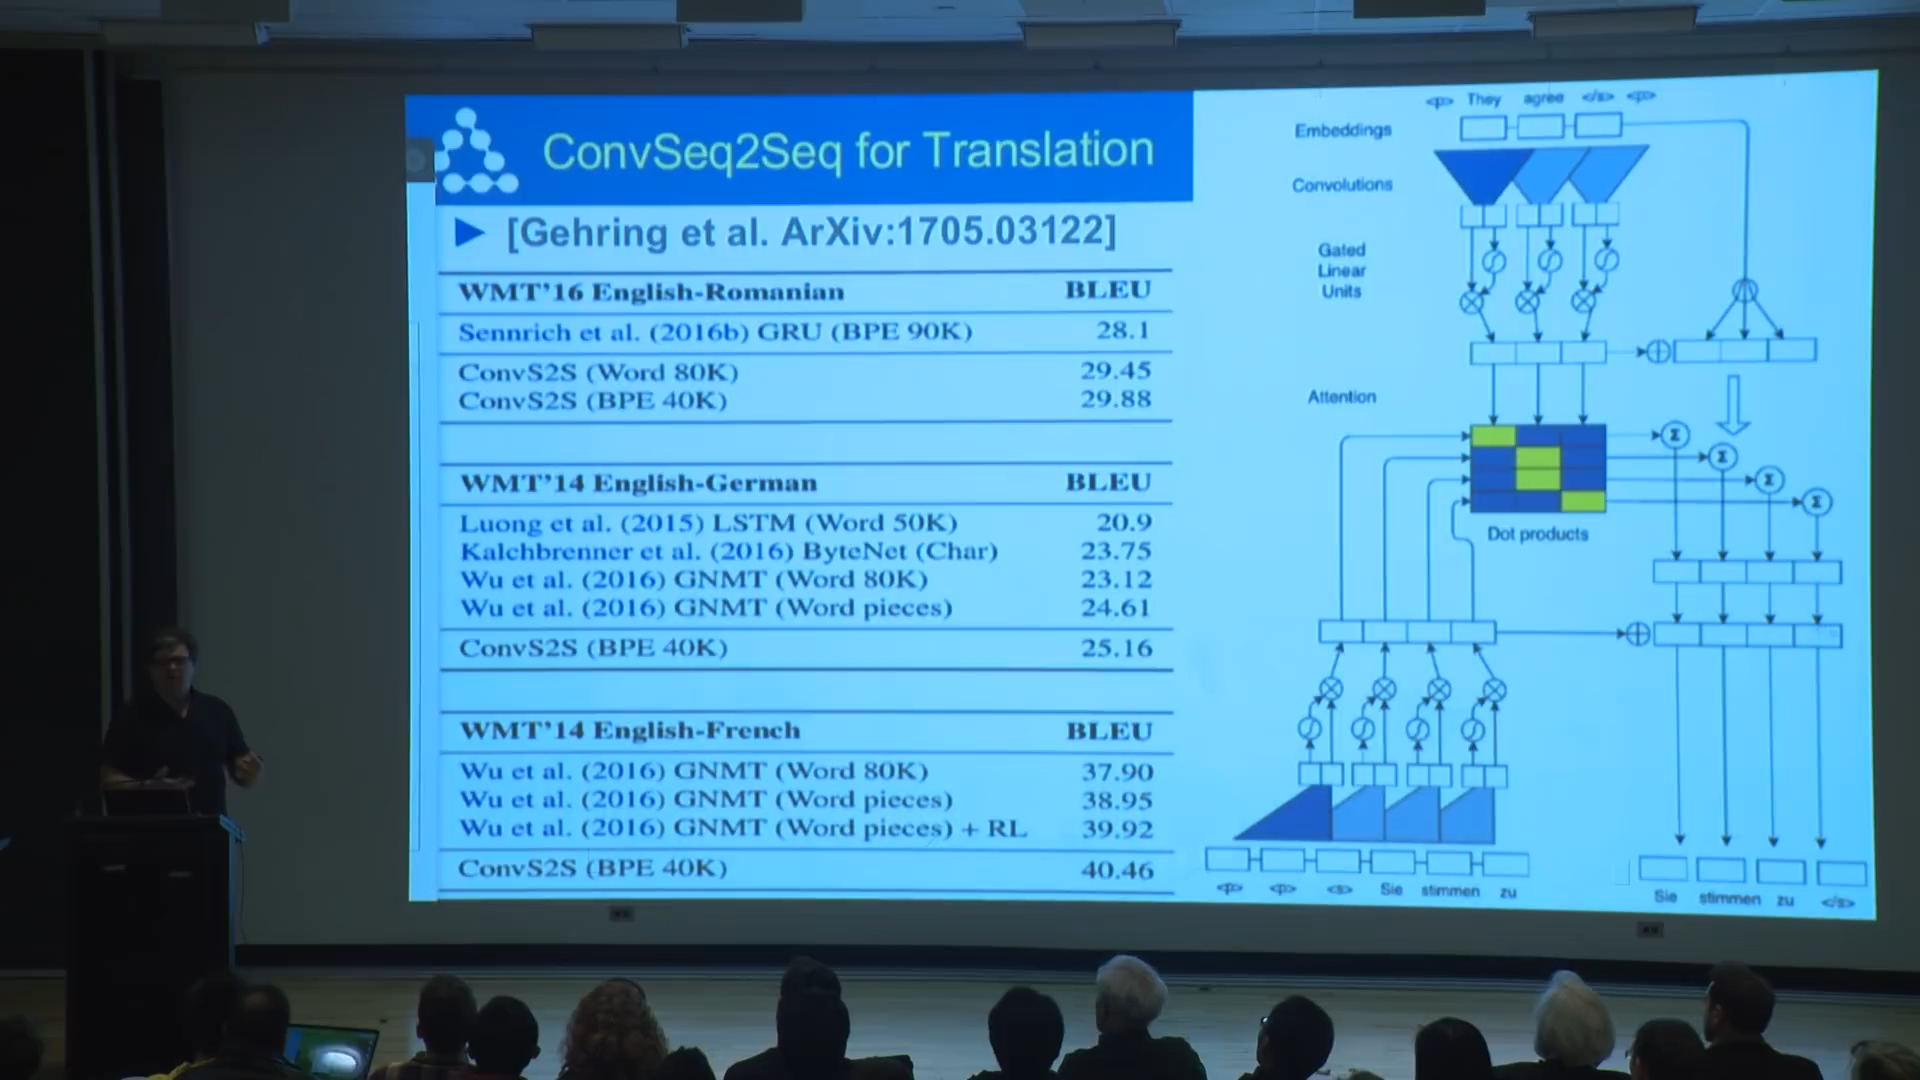 ConvSeq2Seq for Translation
[Gehring et al. ArXiv:1705.03122]
WMT'16 English-Romanian BLEU
Sennrich et al. (2016b) GRU (BPE 90K) 28.1
ConvS2S (Word 80K) 29.45
ConvS2S (BPE 40K) 29.88
WMT'14 English-German BLEU
Luong et al. (2015) LSTM (Word 50K) 20.9
Kalchbrenner et al. (2016) ByteNet (Char) 23.75
Wu et al. (2016) GNMT (Word 80K) 23.12
Wu et al. (2016) GNMT (Word pieces) 24.61
ConvS2S (BPE 40K) 25.16
WMT'14 English-French BLEU
Wu et al. (2016) GNMT (Word 80K) 37.90
Wu et al. (2016) GNMT (Word pieces) 38.95
Wu et al. (2016) GNMT (Word pieces) + RL 39.92
ConvS2S (BPE 40K) 40.46
<p> They agree </s> <p>
Embeddings
Convolutions
Gated
Linear
Units
Attention
Σ
Σ
Σ
Σ
Dot products
<p> <p> <s> Sie stimmen zu
Sie stimmen zu </s>